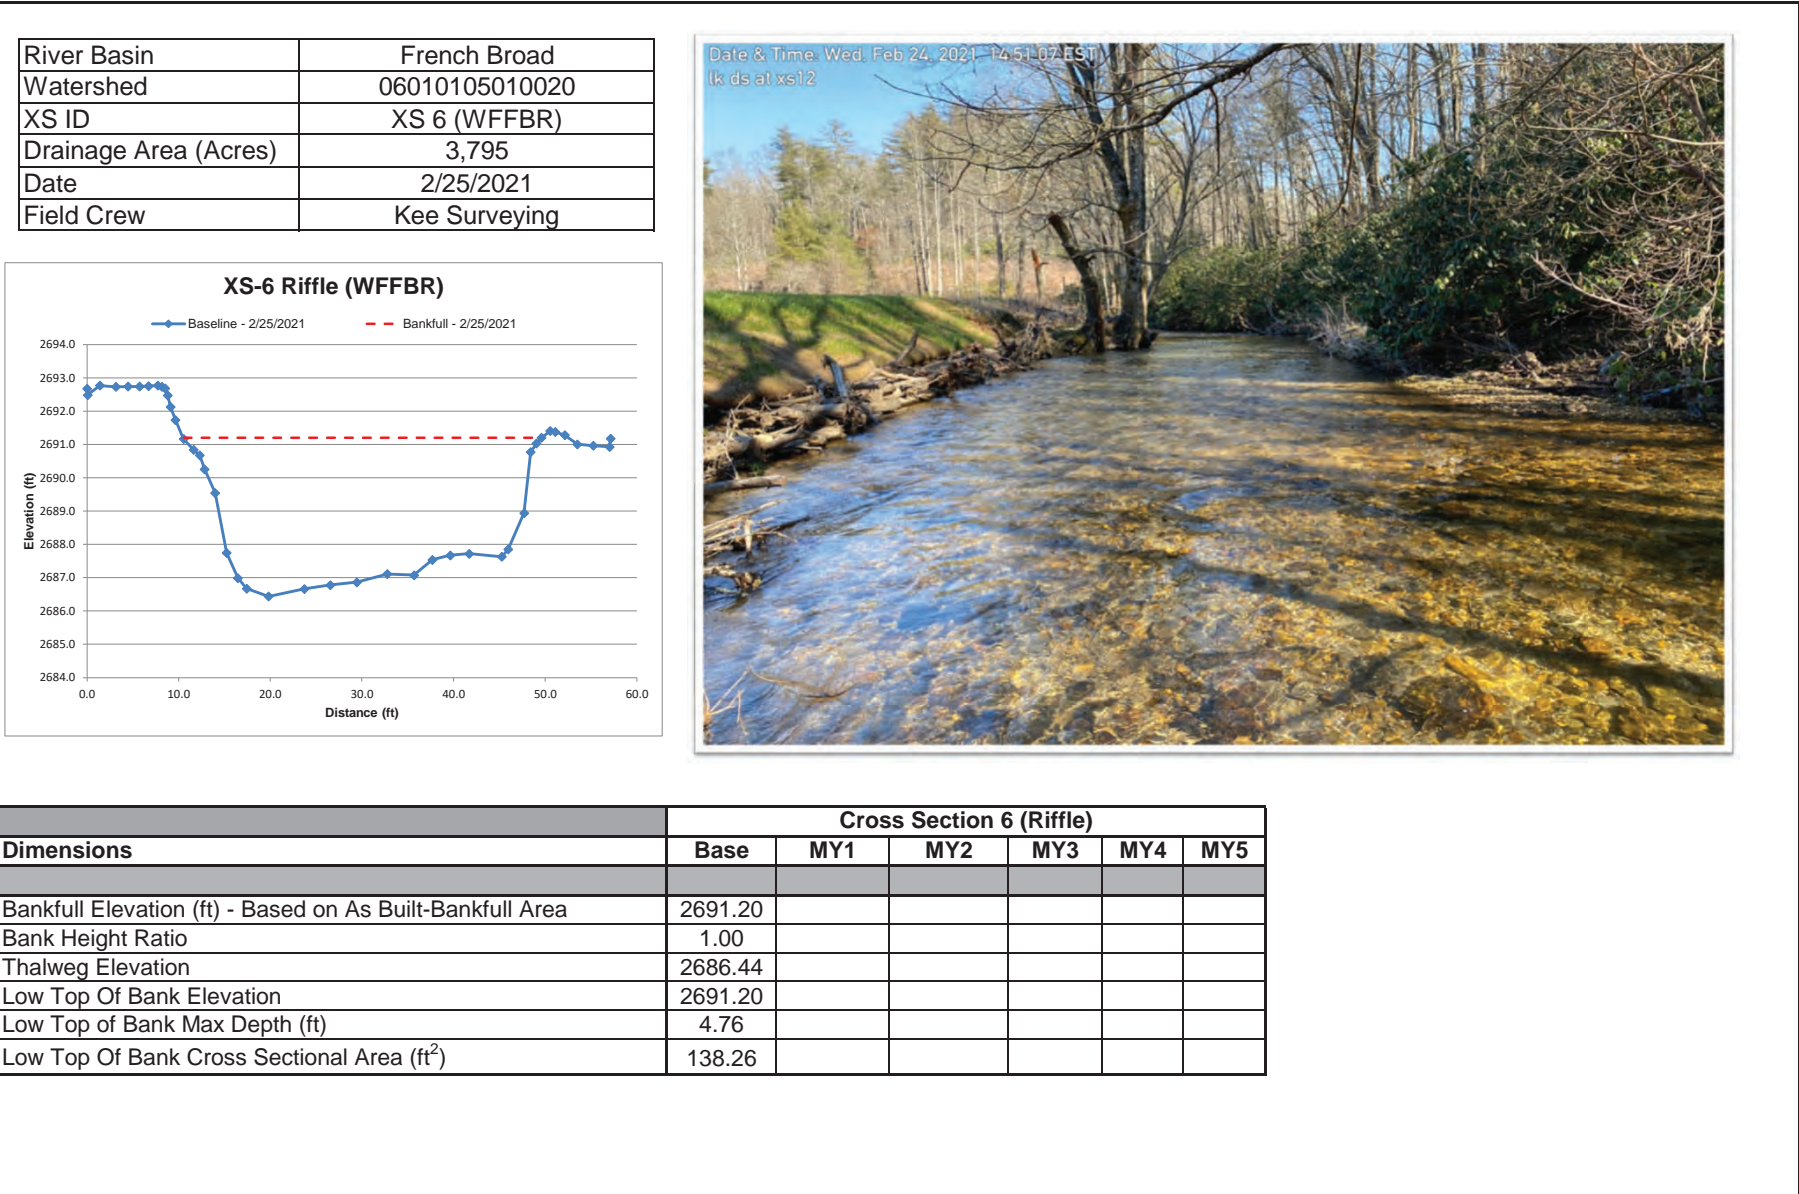 River Basin French Broad
Watershed 06010105010020
XS ID XS 6 (WFFBR)
Drainage Area (Acres) 3,795
Date 2/25/2021
Field Crew Kee Surveying
Date & Time: Wed, Feb 24, 2021, 14:51:07 EST
lk ds at xs12
XS-6 Riffle (WFFBR)
Baseline - 2/25/2021 Bankfull - 2/25/2021
Elevation (ft)
2694.0
2693.0
2692.0
2691.0
2690.0
2689.0
2688.0
2687.0
2686.0
2685.0
2684.0
0.0 10.0 20.0 30.0 40.0 50.0 60.0
Distance (ft)
Cross Section 6 (Riffle)
Dimensions Base MY1 MY2 MY3 MY4 MY5
Bankfull Elevation (ft) - Based on As Built-Bankfull Area 2691.20
Bank Height Ratio 1.00
Thalweg Elevation 2686.44
Low Top Of Bank Elevation 2691.20
Low Top of Bank Max Depth (ft) 4.76
Low Top Of Bank Cross Sectional Area (ft²) 138.26